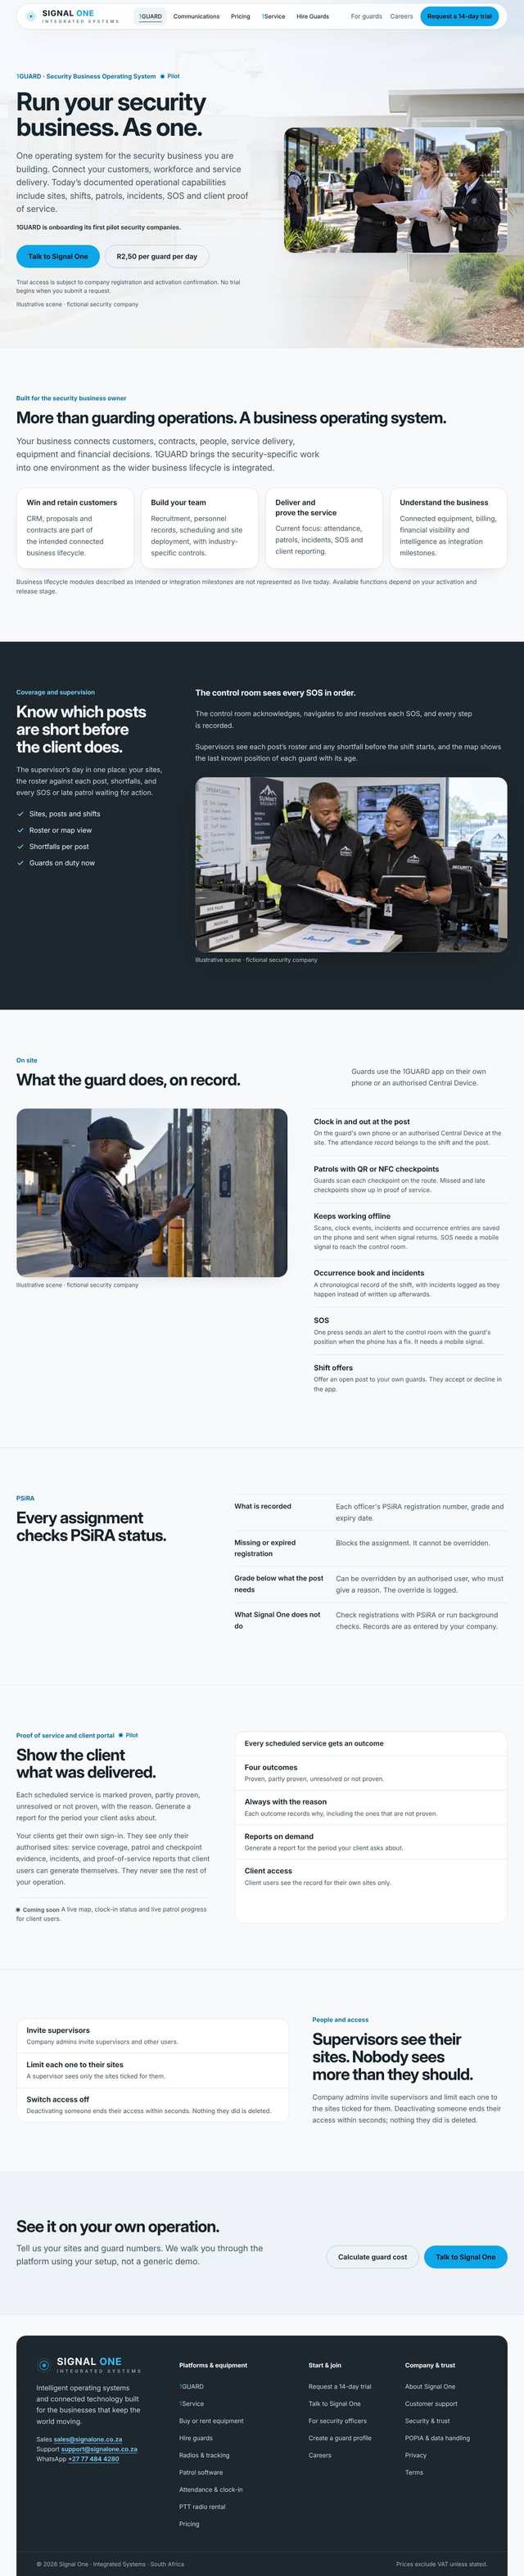 SIGNAL ONE
INTEGRATED SYSTEMS
1GUARD
Communications
Pricing
1Service
Hire Guards
For guards
Careers
Request a 14-day trial
1GUARD · Security Business Operating System
Pilot
Run your security
business. As one.
One operating system for the security business you are
building. Connect your customers, workforce and service
delivery. Today's documented operational capabilities
include sites, shifts, patrols, incidents, SOS and client proof
of service.
1GUARD is onboarding its first pilot security companies.
Talk to Signal One
R2,50 per guard per day
Trial access is subject to company registration and activation confirmation. No trial
begins when you submit a request.
Illustrative scene · fictional security company
Built for the security business owner
More than guarding operations. A business operating system.
Your business connects customers, contracts, people, service delivery,
equipment and financial decisions. 1GUARD brings the security-specific work
into one environment as the wider business lifecycle is integrated.
Win and retain customers
CRM, proposals and
contracts are part of
the intended connected
business lifecycle.
Build your team
Recruitment, personnel
records, scheduling and site
deployment, with industry-
specific controls.
Deliver and
prove the service
Current focus: attendance,
patrols, incidents, SOS and
client reporting.
Understand the business
Connected equipment, billing,
financial visibility and
intelligence as integration
milestones.
Business lifecycle modules described as intended or integration milestones are not represented as live today. Available functions depend on your activation and
release stage.
Coverage and supervision
Know which posts
are short before
the client does.
The supervisor's day in one place: your sites,
the roster against each post, shortfalls, and
every SOS or late patrol waiting for action.
Sites, posts and shifts
Roster or map view
Shortfalls per post
Guards on duty now
The control room sees every SOS in order.
The control room acknowledges, navigates to and resolves each SOS, and every step
is recorded.
Supervisors see each post's roster and any shortfall before the shift starts, and the map shows
the last known position of each guard with its age.
SUMMIT
SECURITY
Illustrative scene · fictional security company
On site
What the guard does, on record.
Guards use the 1GUARD app on their own
phone or an authorised Central Device.
Illustrative scene · fictional security company
Clock in and out at the post
On the guard's own phone or an authorised Central Device at the
site. The attendance record belongs to the shift and the post.
Patrols with QR or NFC checkpoints
Guards scan each checkpoint on the route. Missed and late
checkpoints show up in proof of service.
Keeps working offline
Scans, clock events, incidents and occurrence entries are saved
on the phone and sent when signal returns. SOS needs a mobile
signal to reach the control room.
Occurrence book and incidents
A chronological record of the shift, with incidents logged as they
happen instead of written up afterwards.
SOS
One press sends an alert to the control room with the guard's
position when the phone has a fix. It needs a mobile signal.
Shift offers
Offer an open post to your own guards. They accept or decline in
the app.
PSiRA
Every assignment
checks PSiRA status.
What is recorded
Each officer's PSiRA registration number, grade and
expiry date.
Missing or expired
registration
Blocks the assignment. It cannot be overridden.
Grade below what the post
needs
Can be overridden by an authorised user, who must
give a reason. The override is logged.
What Signal One does not
do
Check registrations with PSiRA or run background
checks. Records are as entered by your company.
Proof of service and client portal
Pilot
Show the client
what was delivered.
Each scheduled service is marked proven, partly proven,
unresolved or not proven, with the reason. Generate a
report for the period your client asks about.
Your clients get their own sign-in. They see only their
authorised sites: service coverage, patrol and checkpoint
evidence, incidents, and proof-of-service reports that client
users can generate themselves. They never see the rest of
your operation.
Coming soon A live map, clock-in status and live patrol progress
for client users.
Every scheduled service gets an outcome
Four outcomes
Proven, partly proven, unresolved or not proven.
Always with the reason
Each outcome records why, including the ones that are not proven.
Reports on demand
Generate a report for the period your client asks about.
Client access
Client users see the record for their own sites only.
Invite supervisors
Company admins invite supervisors and other users.
Limit each one to their sites
A supervisor sees only the sites ticked for them.
Switch access off
Deactivating someone ends their access within seconds. Nothing they did is deleted.
People and access
Supervisors see their
sites. Nobody sees
more than they should.
Company admins invite supervisors and limit each one to
the sites ticked for them. Deactivating someone ends their
access within seconds; nothing they did is deleted.
See it on your own operation.
Tell us your sites and guard numbers. We walk you through the
platform using your setup, not a generic demo.
Calculate guard cost
Talk to Signal One
SIGNAL ONE
INTEGRATED SYSTEMS
Intelligent operating systems
and connected technology built
for the businesses that keep the
world moving.
Sales sales@signalone.co.za
Support support@signalone.co.za
WhatsApp +27 77 484 4280
Platforms & equipment
1GUARD
1Service
Buy or rent equipment
Hire guards
Radios & tracking
Patrol software
Attendance & clock-in
PTT radio rental
Pricing
Start & join
Request a 14-day trial
Talk to Signal One
For security officers
Create a guard profile
Careers
Company & trust
About Signal One
Customer support
Security & trust
POPIA & data handling
Privacy
Terms
© 2026 Signal One · Integrated Systems · South Africa
Prices exclude VAT unless stated.